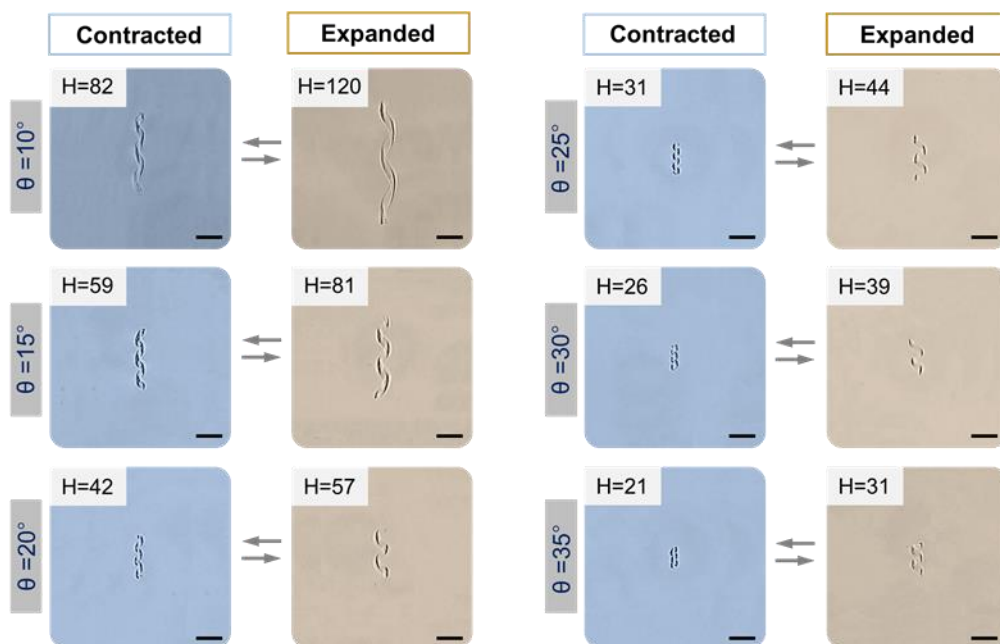 Contracted
Expanded
θ =10°
H=82
H=120
θ =15°
H=59
H=81
θ =20°
H=42
H=57
Contracted
Expanded
θ =25°
H=31
H=44
θ =30°
H=26
H=39
θ =35°
H=21
H=31